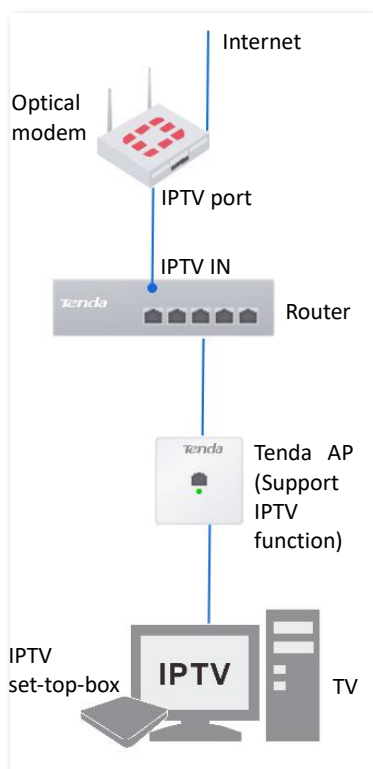 Internet
Optical
modem
IPTV port
IPTV IN
Tenda
Router
Tenda
Tenda AP
(Support
IPTV
function)
IPTV
set-top-box
IPTV
TV